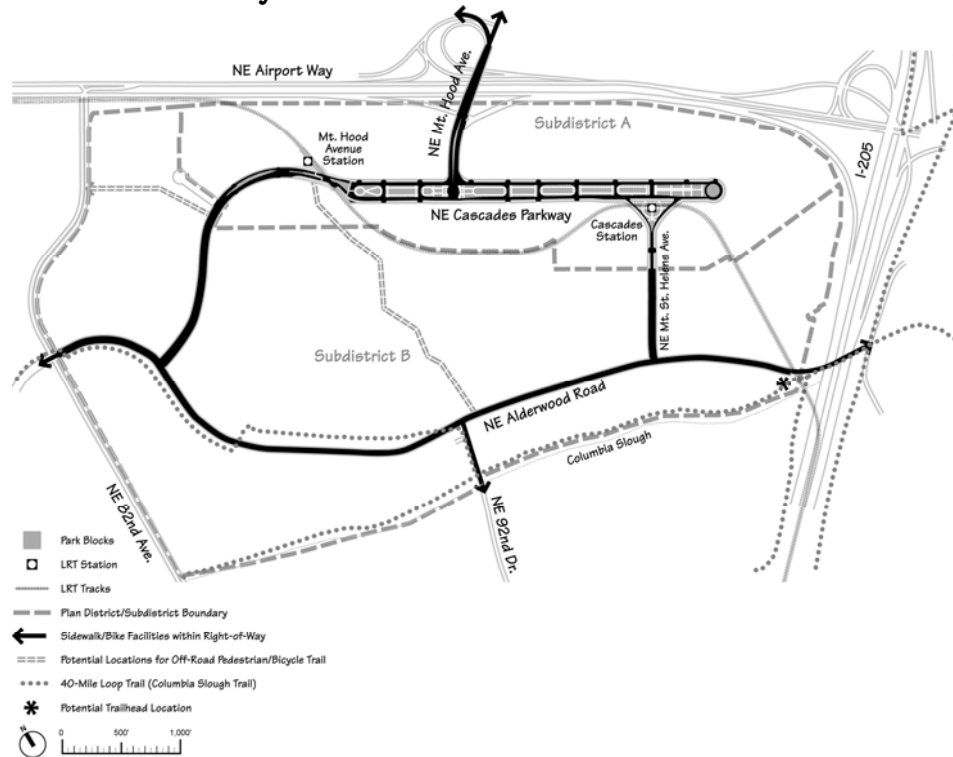 NE Airport Way
NE Mt. Hood Ave.
Subdistrict A
I-205
Mt. Hood
Avenue
Station
NE Cascades Parkway
Cascades
Station
NE Mt. St. Helens Ave.
Subdistrict B
NE Alderwood Road
Columbia Slough
NE 82nd Ave.
NE 92nd Dr.
Park Blocks
LRT Station
LRT Tracks
Plan District/Subdistrict Boundary
Sidewalk/Bike Facilities within Right-of-Way
Potential Locations for Off-Road Pedestrian/Bicycle Trail
40-Mile Loop Trail (Columbia Slough Trail)
Potential Trailhead Location
N
0 500' 1,000'